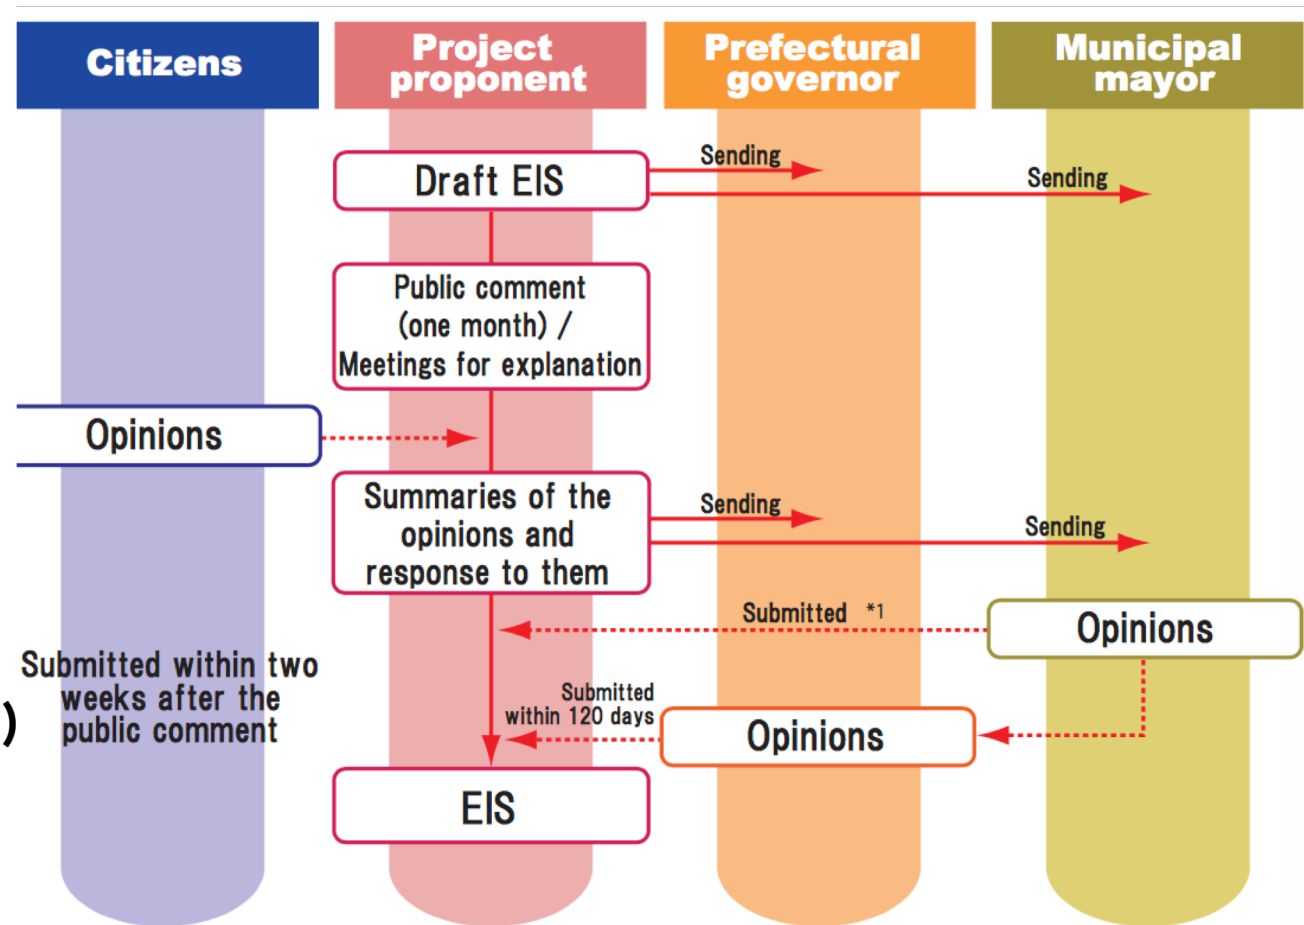 Citizens
Project
proponent
Prefectural
governor
Municipal
mayor
Draft EIS
Sending
Sending
Public comment
(one month) /
Meetings for explanation
Opinions
Summaries of the
opinions and
response to them
Sending
Sending
Submitted *1
Opinions
Submitted within two
weeks after the
public comment
)
Submitted
within 120 days
Opinions
EIS